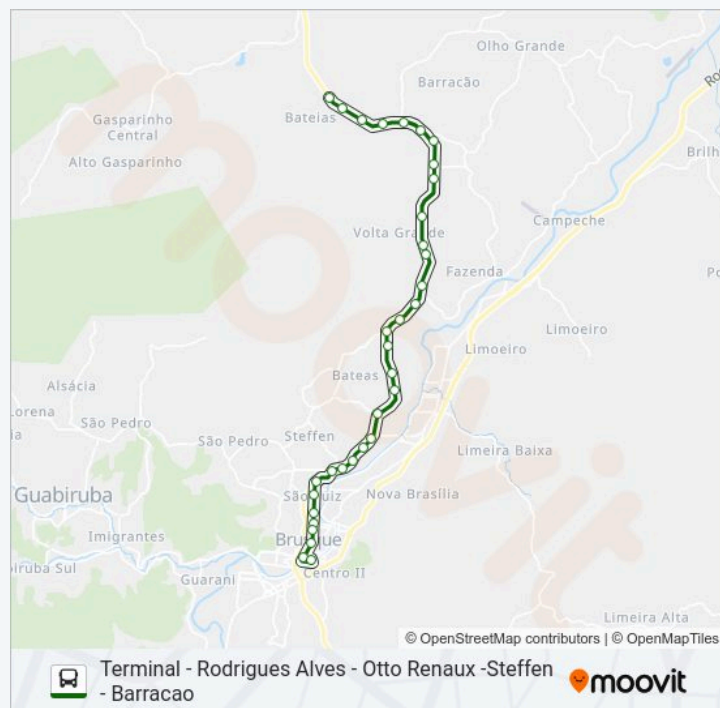 Olho Grande
Barracão
Gasparinho
Central
Bateias
Alto Gasparinho
Volta Grande
Campeche
Fazenda
Limoeiro
Limoeiro
Bateas
Alsácia
Lorena
São Pedro
São Pedro
Steffen
Limeira Baixa
Guabiruba
São Luiz
Nova Brasília
Imigrantes
Brusque
Guarani
Centro II
Limeira Alta
© OpenStreetMap contributors | © OpenMapTiles
Terminal - Rodrigues Alves - Otto Renaux -Steffen
- Barracao
moovit